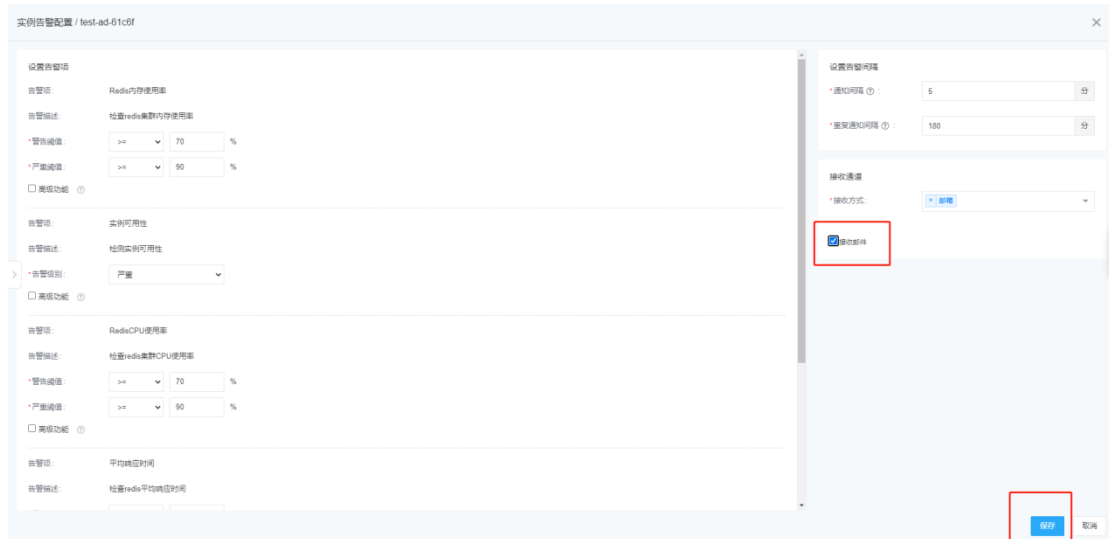 实例告警配置 / test-ad-61c6f
设置告警项
告警项: Redis内存使用率
告警描述: 检查redis集群内存使用率
*警告阈值: >= 70 %
*严重阈值: >= 90 %
高级功能
告警项: 实例可用性
告警描述: 检测实例可用性
*告警级别: 严重
高级功能
告警项: RedisCPU使用率
告警描述: 检查redis集群CPU使用率
*警告阈值: >= 70 %
*严重阈值: >= 90 %
高级功能
告警项: 平均响应时间
告警描述: 检查redis平均响应时间
设置告警间隔
*通知间隔 : 5 分
*重复通知间隔 : 180 分
接收通道
*接收方式: × 邮箱
接收邮件
保存 取消